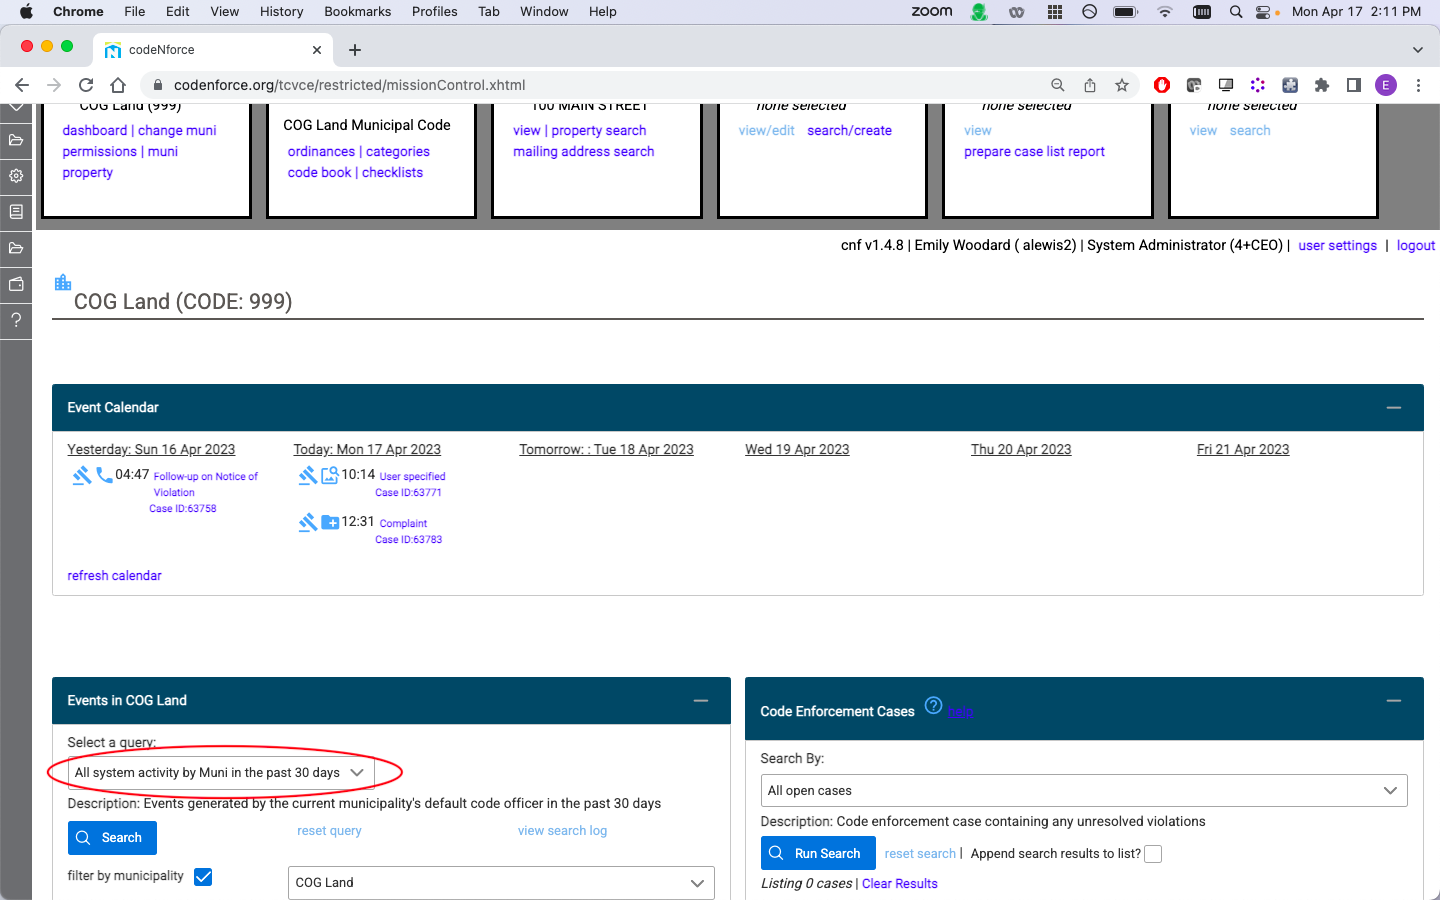 Chrome File Edit View History Bookmarks Profiles Tab Window Help zoom Mon Apr 17 2:11 PM
codeNforce
codenforce.org/tcvce/restricted/missionControl.xhtml E
COG Land (999)
dashboard | change muni
permissions | muni
property
COG Land Municipal Code
ordinances | categories
code book | checklists
100 MAIN STREET
view | property search
mailing address search
none selected
view/edit search/create
none selected
view
prepare case list report
none selected
view search
cnf v1.4.8 | Emily Woodard ( alewis2) | System Administrator (4+CEO) | user settings | logout
COG Land (CODE: 999)
Event Calendar
Yesterday: Sun 16 Apr 2023
04:47 Follow-up on Notice of
Violation
Case ID:63758
Today: Mon 17 Apr 2023
10:14 User specified
Case ID:63771
12:31 Complaint
Case ID:63783
Tomorrow: : Tue 18 Apr 2023
Wed 19 Apr 2023
Thu 20 Apr 2023
Fri 21 Apr 2023
refresh calendar
Events in COG Land
Select a query:
All system activity by Muni in the past 30 days
Description: Events generated by the current municipality's default code officer in the past 30 days
Search reset query view search log
filter by municipality COG Land
Code Enforcement Cases ? help
Search By:
All open cases
Description: Code enforcement case containing any unresolved violations
Run Search reset search | Append search results to list?
Listing 0 cases | Clear Results